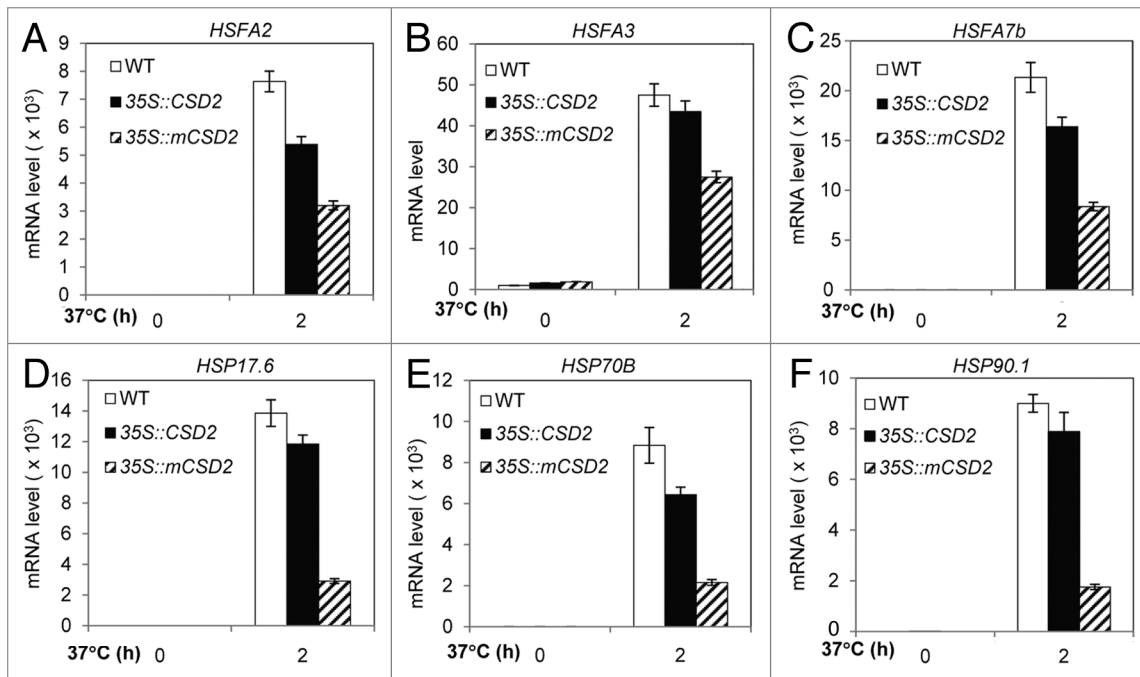 A
HSFA2
mRNA level ( x 10³)
9
8
7
6
5
4
3
2
1
0
WT
35S::CSD2
35S::mCSD2
37°C (h)
0
2
B
HSFA3
mRNA level
60
50
40
30
20
10
0
WT
35S::CSD2
35S::mCSD2
37°C (h)
0
2
C
HSFA7b
mRNA level ( x 10³)
25
20
15
10
5
0
WT
35S::CSD2
35S::mCSD2
37°C (h)
0
2
D
HSP17.6
mRNA level ( x 10³)
16
14
12
10
8
6
4
2
0
WT
35S::CSD2
35S::mCSD2
37°C (h)
0
2
E
HSP70B
mRNA level ( x 10³)
12
10
8
6
4
2
0
WT
35S::CSD2
35S::mCSD2
37°C (h)
0
2
F
HSP90.1
mRNA level ( x 10³)
10
8
6
4
2
0
WT
35S::CSD2
35S::mCSD2
37°C (h)
0
2